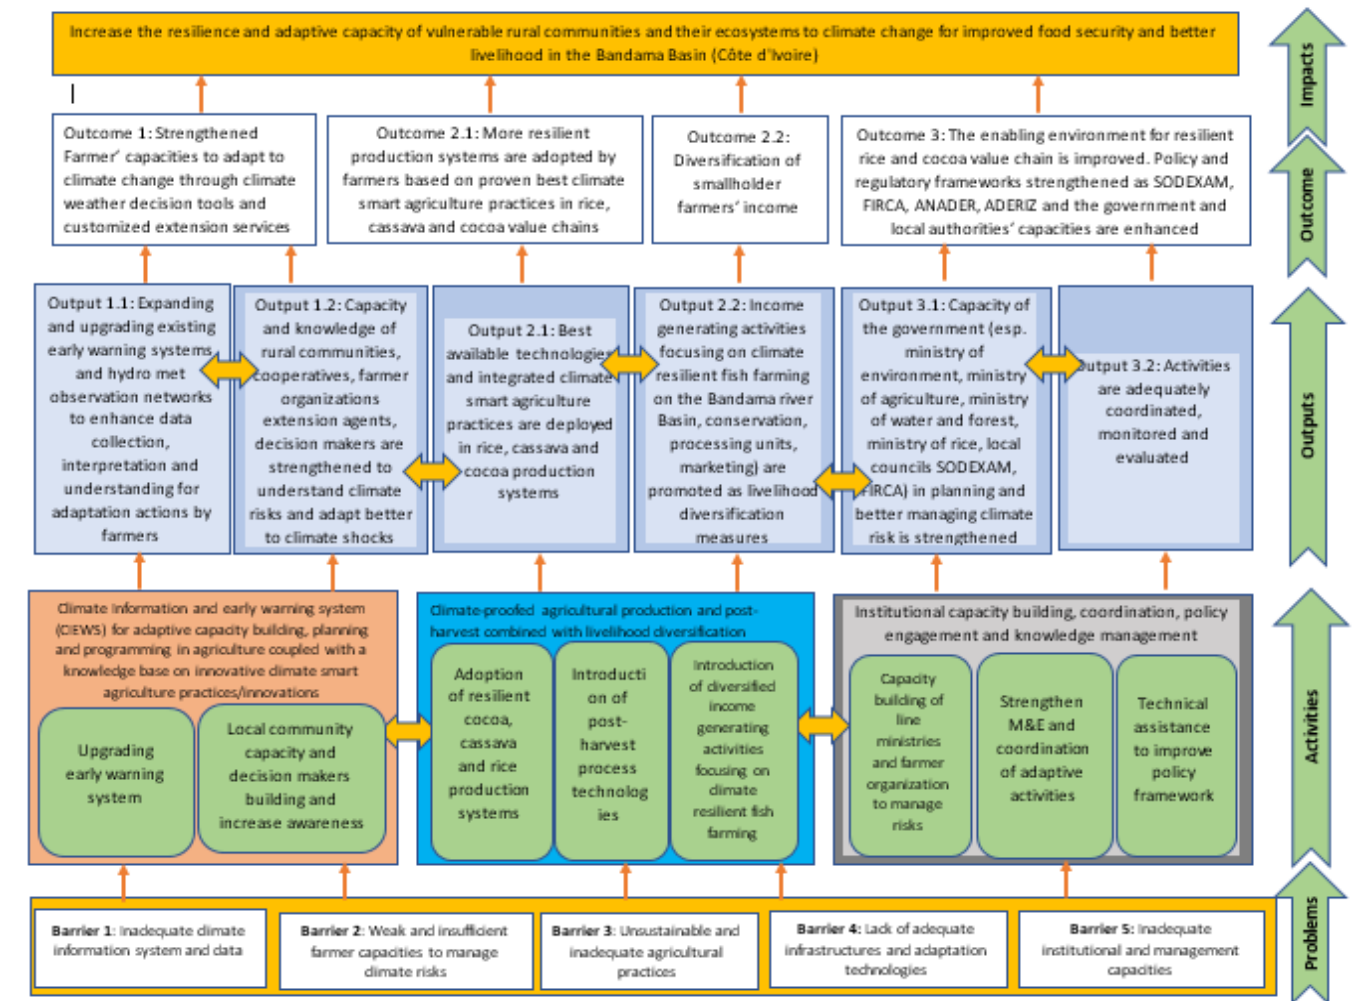 Increase the resilience and adaptive capacity of vulnerable rural communities and their ecosystems to climate change for improved food security and better
livelihood in the Bandama Basin (Côte d'Ivoire)
Impacts
Outcome 1: Strengthened
Farmer' capacities to adapt to
climate change through climate
weather decision tools and
customized extension services
Outcome 2.1: More resilient
production systems are adopted by
farmers based on proven best climate
smart agriculture practices in rice,
cassava and cocoa value chains
Outcome 2.2:
Diversification of
smallholder
farmers' income
Outcome 3: The enabling environment for resilient
rice and cocoa value chain is improved. Policy and
regulatory frameworks strengthened as SODEXAM,
FIRCA, ANADER, ADERIZ and the government and
local authorities' capacities are enhanced
Outcome
Output 1.1: Expanding
and upgrading existing
early warning systems
and hydro met
observation networks
to enhance data
collection,
interpretation and
understanding for
adaptation actions by
farmers
Output 1.2: Capacity
and knowledge of
rural communities,
cooperatives, farmer
organizations
extension agents,
decision makers are
strengthened to
understand climate
risks and adapt better
to climate shocks
Output 2.1: Best
available technologies
and integrated climate
smart agriculture
practices are deployed
in rice, cassava and
cocoa production
systems
Output 2.2: Income
generating activities
focusing on climate
resilient fish farming
on the Bandama river
Basin, conservation,
processing units,
marketing) are
promoted as livelihood
diversification
measures
Output 3.1: Capacity of
the government (esp.
ministry of
environment, ministry
of agriculture, ministry
of water and forest,
ministry of rice, local
councils SODEXAM,
FIRCA) in planning and
better managing climate
risk is strengthened
Output 3.2: Activities
are adequately
coordinated,
monitored and
evaluated
Outputs
Climate Information and early warning system
(CIEWS) for adaptive capacity building, planning
and programming in agriculture coupled with a
knowledge base on innovative climate smart
agriculture practices/innovations
Upgrading
early warning
system
Local community
capacity and
decision makers
building and
increase awareness
Climate-proofed agricultural production and post-
harvest combined with livelihood diversification
Adoption
of resilient
cocoa,
cassava
and rice
production
systems
Introducti
on of
post-
harvest
process
technolog
ies
Introduction
of diversified
income
generating
activities
focusing on
climate
resilient fish
farming
Institutional capacity building, coordination, policy
engagement and knowledge management
Capacity
building of
line
ministries
and farmer
organization
to manage
risks
Strengthen
M&E and
coordination
of adaptive
activities
Technical
assistance
to improve
policy
framework
Activities
Barrier 1: Inadequate climate
information system and data
Barrier 2: Weak and insufficient
farmer capacities to manage
climate risks
Barrier 3: Unsustainable and
inadequate agricultural
practices
Barrier 4: Lack of adequate
infrastructures and adaptation
technologies
Barrier 5: Inadequate
institutional and management
capacities
Problems